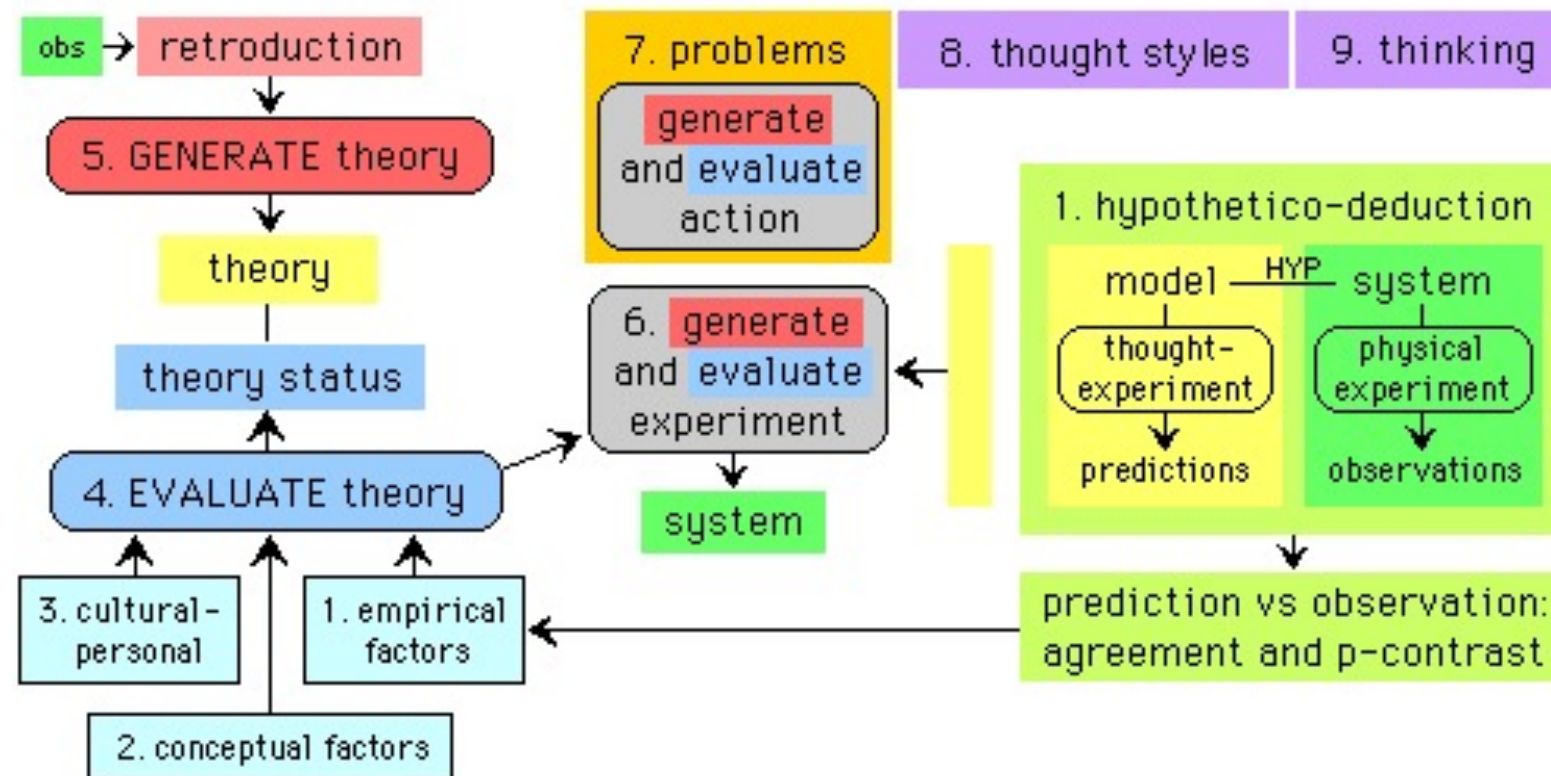 obs
retroduction
5. GENERATE theory
theory
theory status
4. EVALUATE theory
3. cultural-
personal
1. empirical
factors
2. conceptual factors
7. problems
generate
and evaluate
action
6. generate
and evaluate
experiment
system
8. thought styles
9. thinking
1. hypothetico-deduction
model HYP system
thought-
experiment
predictions
physical
experiment
observations
prediction vs observation:
agreement and p-contrast